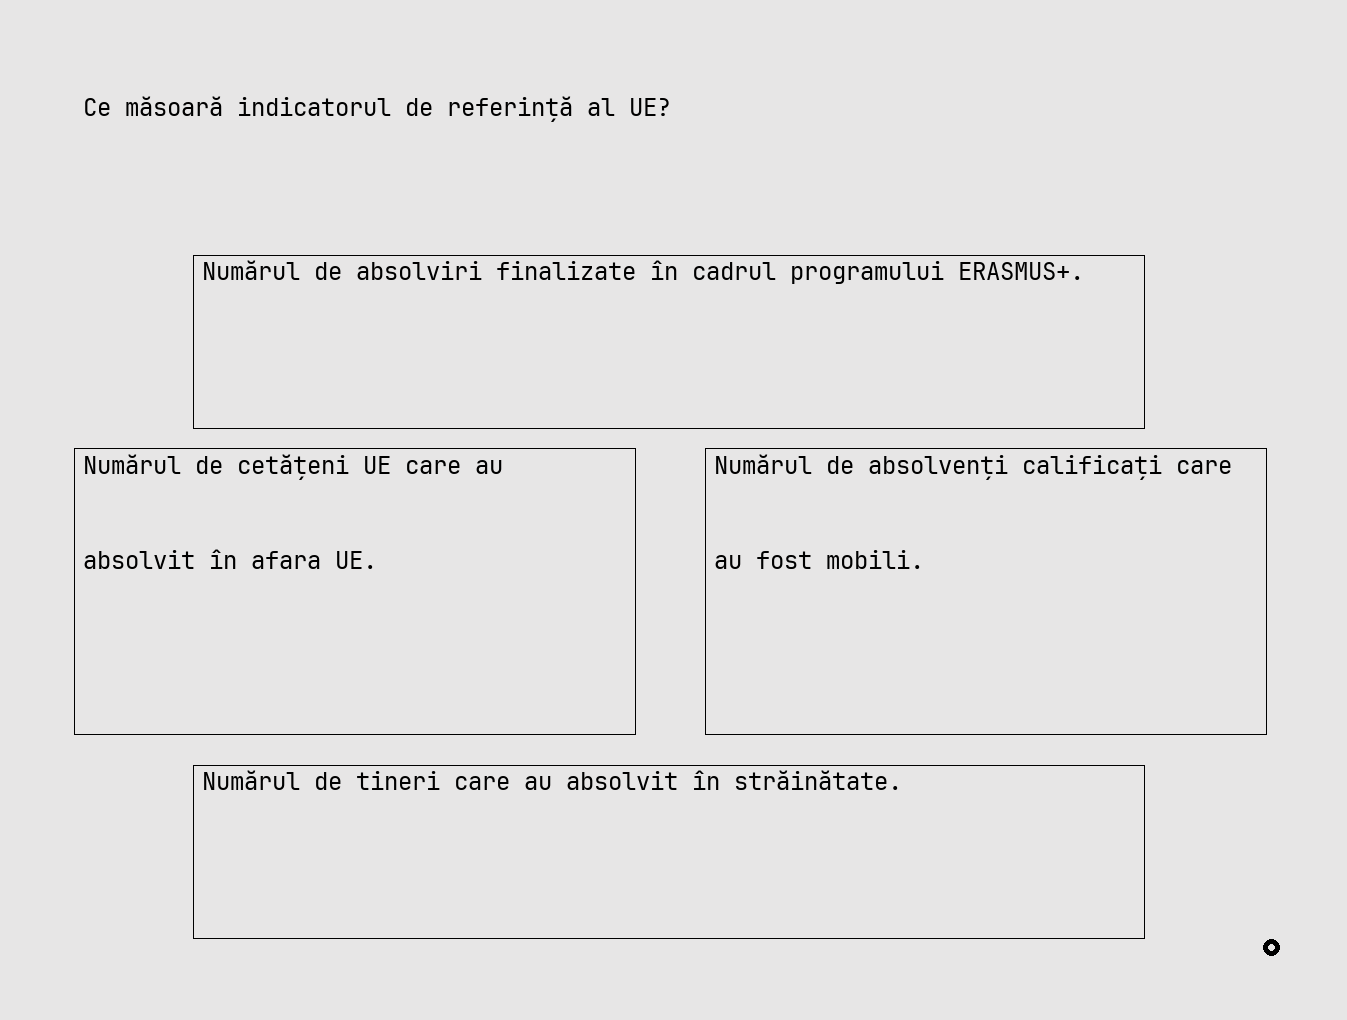 Ce măsoară indicatorul de referință al UE?
Numărul de absolviri finalizate în cadrul programului ERASMUS+.
Numărul de cetățeni UE care au
absolvit în afara UE.
Numărul de absolvenți calificați care
au fost mobili.
Numărul de tineri care au absolvit în străinătate.